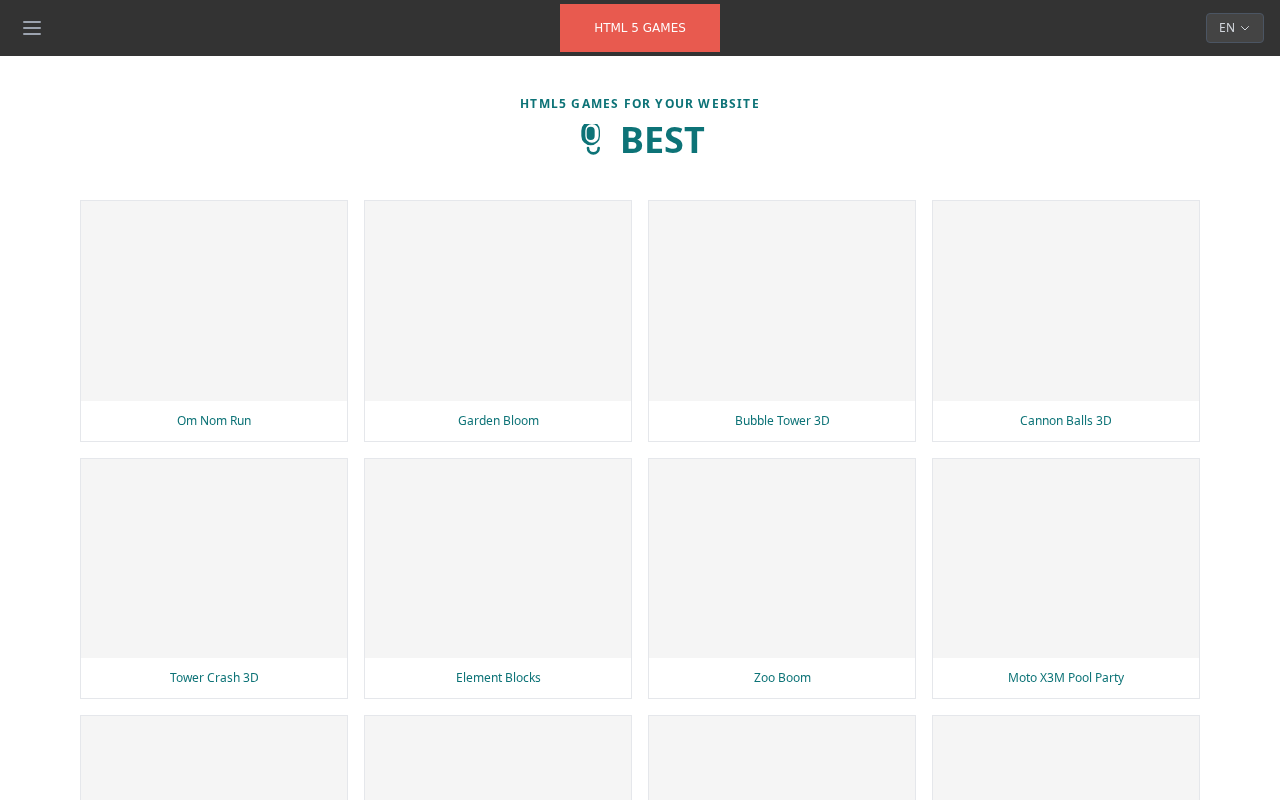 HTML 5 GAMES
EN
HTML5 GAMES FOR YOUR WEBSITE
BEST
Om Nom Run
Garden Bloom
Bubble Tower 3D
Cannon Balls 3D
Tower Crash 3D
Element Blocks
Zoo Boom
Moto X3M Pool Party